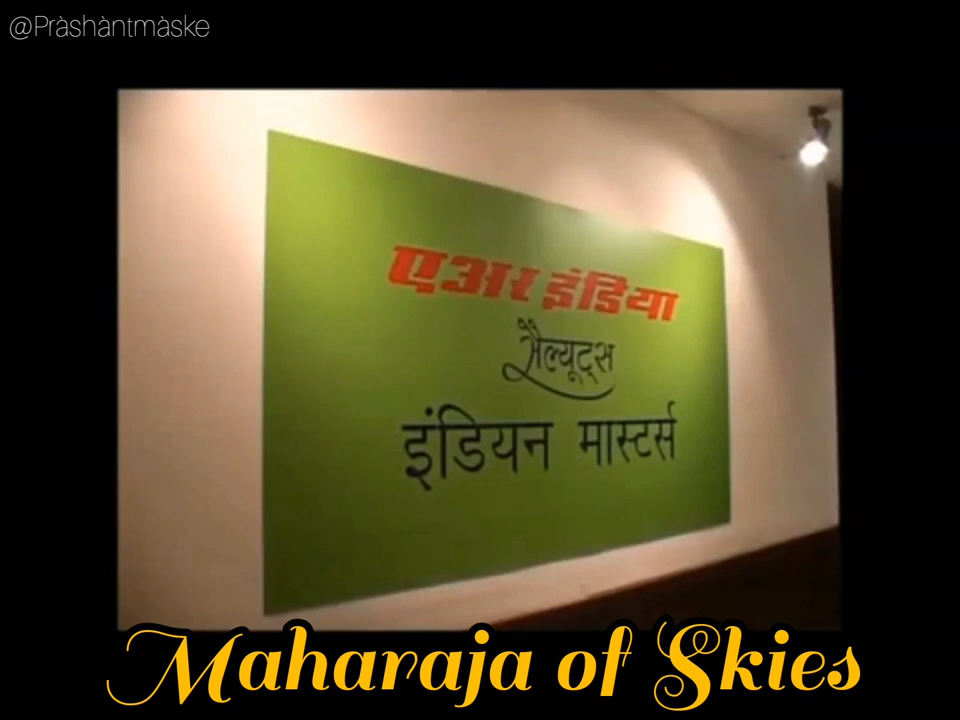 @Pràshàntmàske
एअर इंडिया
सैल्यूट्स
इंडियन मास्टर्स
Maharaja of Skies